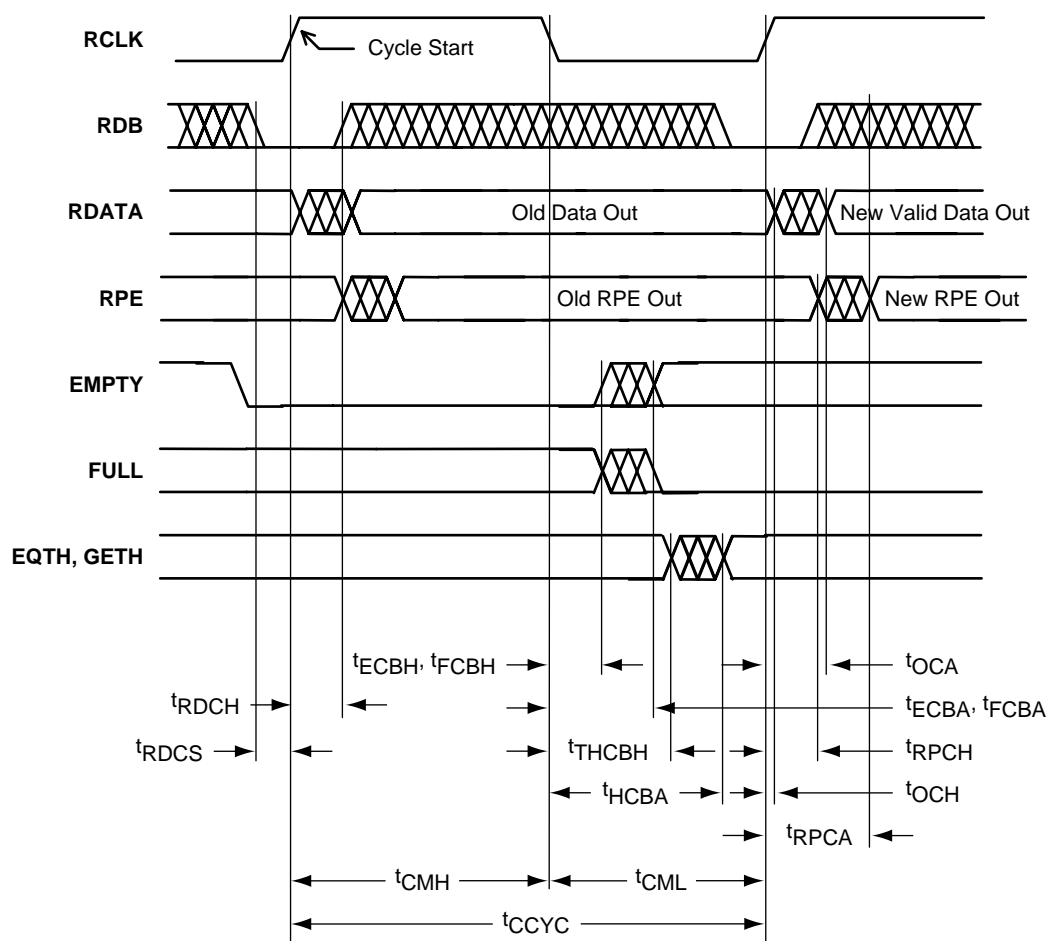 RCLK
Cycle Start
RDB
RDATA
Old Data Out
New Valid Data Out
RPE
Old RPE Out
New RPE Out
EMPTY
FULL
EQTH, GETH
tECBH, tFCBH
tOCA
tRDCH
tECBA, tFCBA
tRDCS
tTHCBH
tRPCH
tHCBA
tOCH
tRPCA
tCMH
tCML
tCCYC